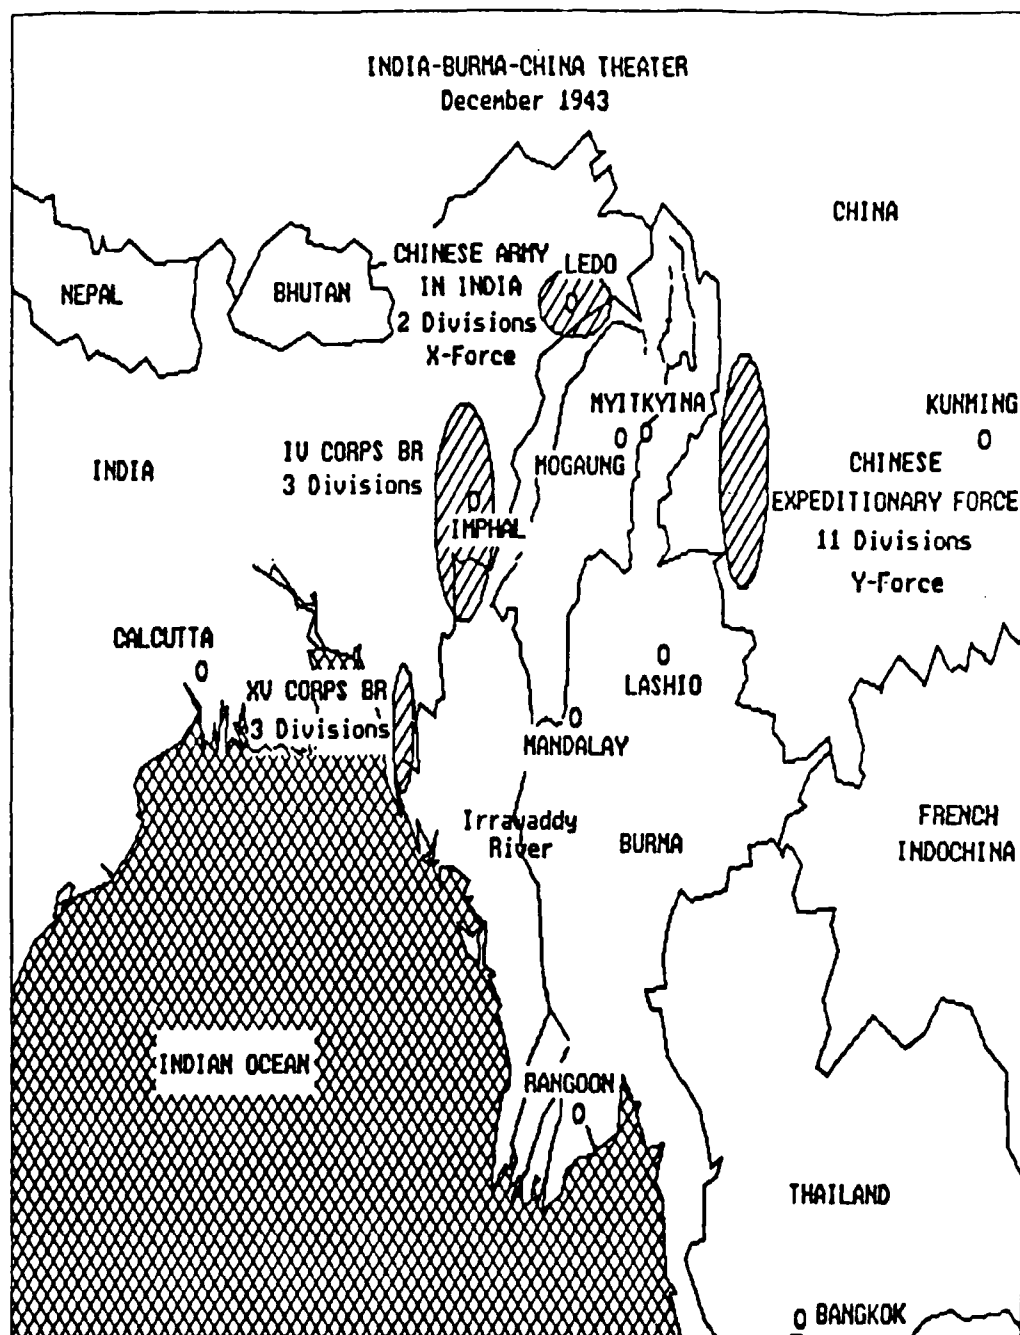 INDIA-BURMA-CHINA THEATER
December 1943
CHINA
CHINESE ARMY
IN INDIA
2 Divisions
X-Force
LEDO
NEPAL
BHUTAN
MYITKYINA
KUNMING
IV CORPS BR
3 Divisions
INDIA
MOGAUNG
CHINESE
EXPEDITIONARY FORCE
11 Divisions
Y-Force
IMPHAL
CALCUTTA
XV CORPS BR
3 Divisions
LASHIO
MANDALAY
Irrawaddy
River
BURMA
FRENCH
INDOCHINA
INDIAN OCEAN
RANGOON
THAILAND
BANGKOK